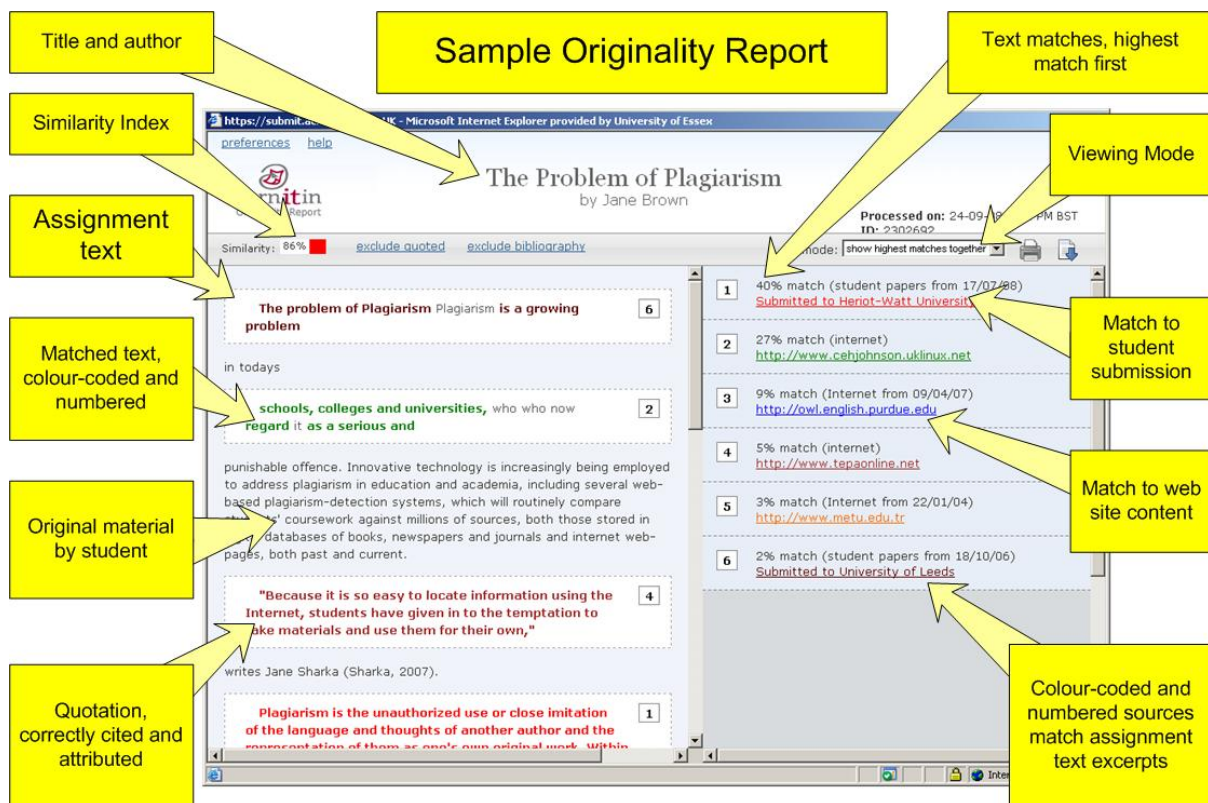 Sample Originality Report
Title and author
Text matches, highest
match first
Similarity Index
Viewing Mode
https://submit.ac
UK - Microsoft Internet Explorer provided by University of Essex
preferences help
The Problem of Plagiarism
by Jane Brown
Report
Processed on: 24-09- PM BST
ID: 2302692
Assignment
text
Similarity: 86% exclude quoted exclude bibliography
mode: show highest matches together
The problem of Plagiarism Plagiarism is a growing
problem
6
in todays
Matched text,
colour-coded and
numbered
schools, colleges and universities, who who now
regard it as a serious and
2
punishable offence. Innovative technology is increasingly being employed
to address plagiarism in education and academia, including several web-
based plagiarism-detection systems, which will routinely compare
coursework against millions of sources, both those stored in
databases of books, newspapers and journals and internet web-
pages, both past and current.
Original material
by student
"Because it is so easy to locate information using the
Internet, students have given in to the temptation to
materials and use them for their own,"
4
writes Jane Sharka (Sharka, 2007).
Quotation,
correctly cited and
attributed
Plagiarism is the unauthorized use or close imitation
of the language and thoughts of another author and the
representation of them as one's own original work. Within
1
1
40% match (student papers from 17/07/08)
Submitted to Heriot-Watt University
2
27% match (internet)
http://www.cehjohnson.uklinux.net
3
9% match (Internet from 09/04/07)
http://owl.english.purdue.edu
4
5% match (internet)
http://www.tepaonline.net
5
3% match (Internet from 22/01/04)
http://www.metu.edu.tr
6
2% match (student papers from 18/10/06)
Submitted to University of Leeds
Match to
student
submission
Match to web
site content
Colour-coded and
numbered sources
match assignment
text excerpts